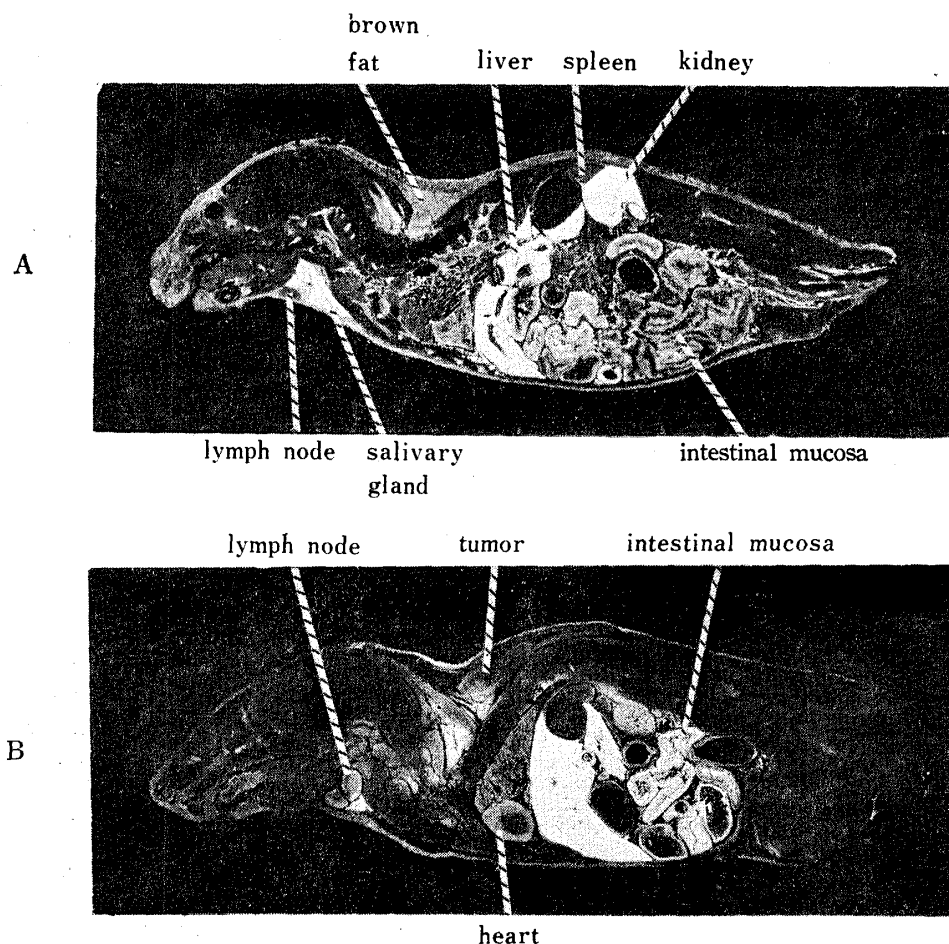 brown
fat liver spleen kidney
A
lymph node salivary intestinal mucosa
gland
lymph node tumor intestinal mucosa
B
heart